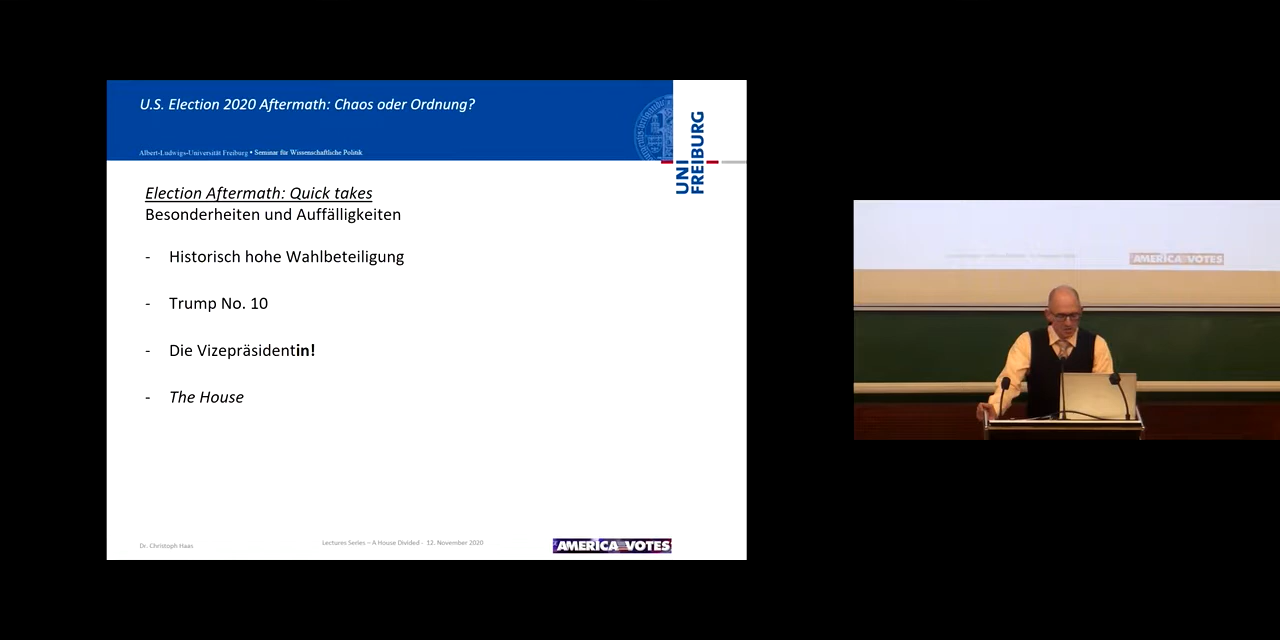 U.S. Election 2020 Aftermath: Chaos oder Ordnung?
Albert-Ludwigs-Universität Freiburg • Seminar für Wissenschaftliche Politik
UNI
FREIBURG
Election Aftermath: Quick takes
Besonderheiten und Auffälligkeiten
- Historisch hohe Wahlbeteiligung
- Trump No. 10
- Die Vizepräsidentin!
- The House
Dr. Christoph Haas
Lectures Series – A House Divided - 12. November 2020
AMERICA VOTES
AMERICA VOTES